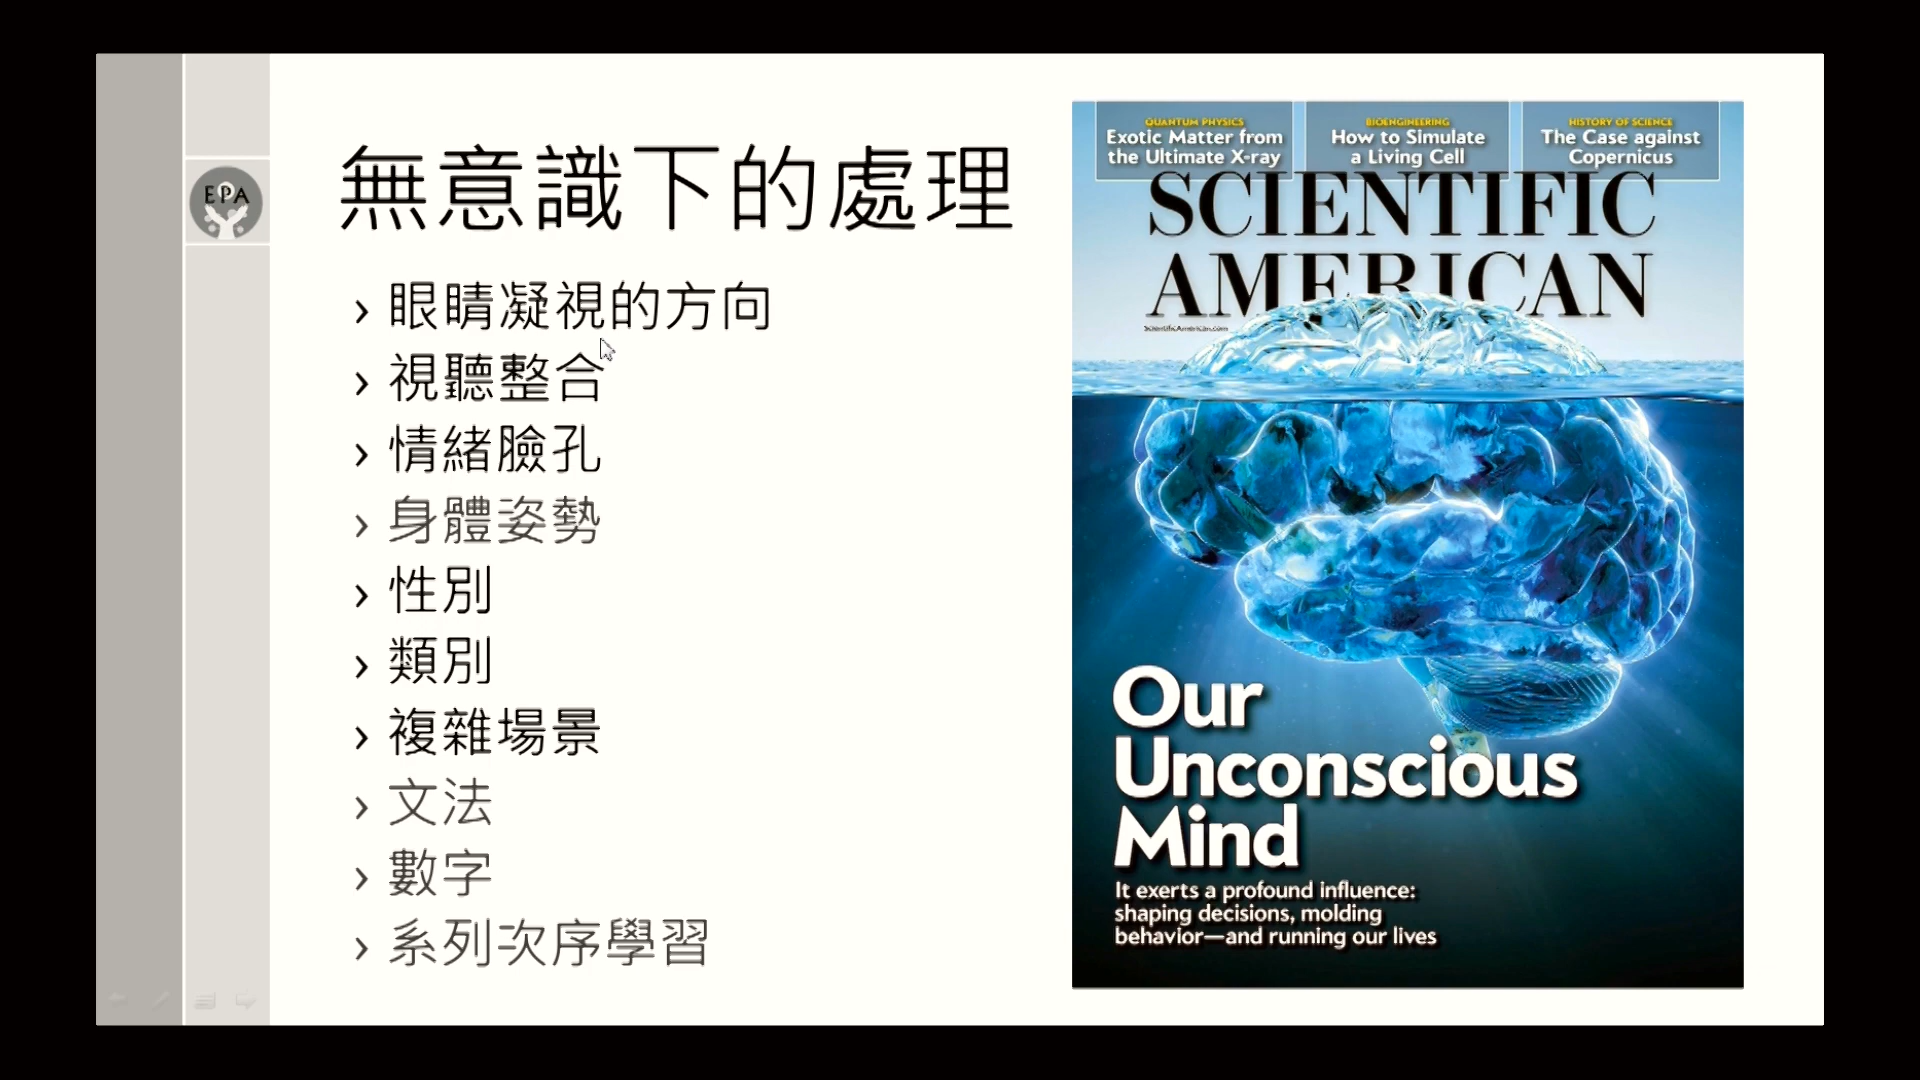 EPA
無意識下的處理
› 眼睛凝視的方向
› 視聽整合
› 情緒臉孔
› 身體姿勢
› 性別
› 類別
› 複雜場景
› 文法
› 數字
› 系列次序學習
QUANTUM PHYSICS
Exotic Matter from
the Ultimate X-ray
BIOENGINEERING
How to Simulate
a Living Cell
HISTORY OF SCIENCE
The Case against
Copernicus
SCIENTIFIC
AMERICAN
ScientificAmerican.com
Our
Unconscious
Mind
It exerts a profound influence:
shaping decisions, molding
behavior—and running our lives